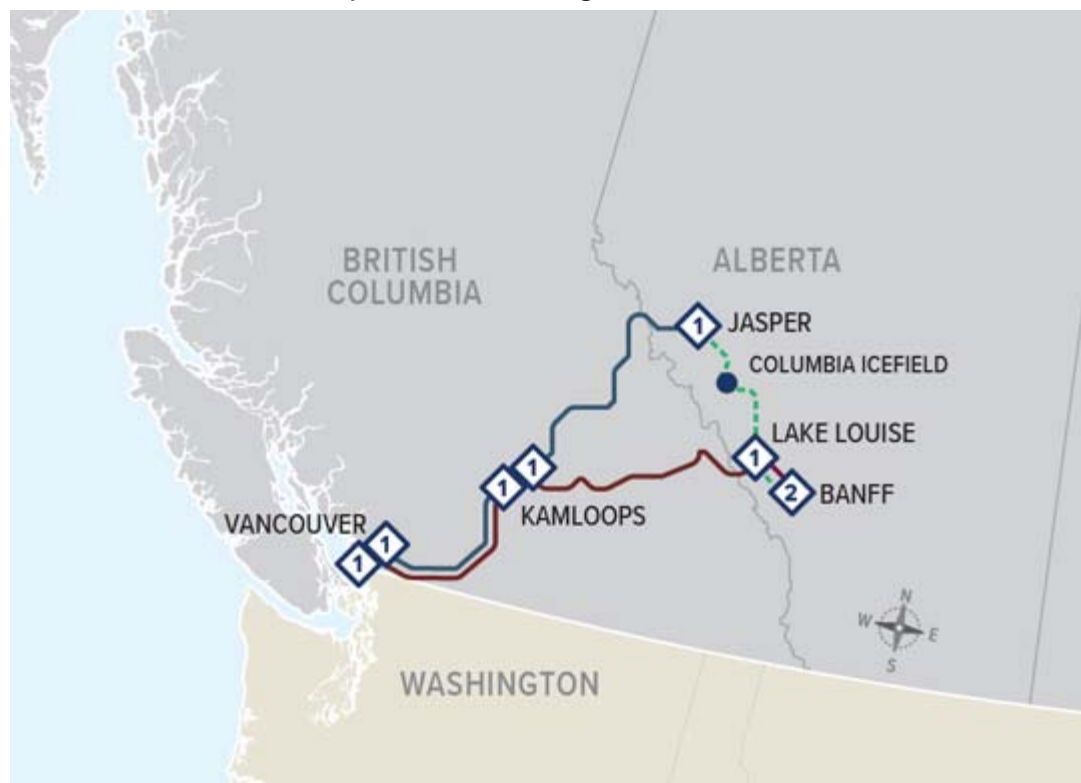 BRITISH
COLUMBIA
ALBERTA
1
JASPER
COLUMBIA ICEFIELD
LAKE LOUISE
1
2
BANFF
1
1
KAMLOOPS
VANCOUVER
1
1
N
W
E
S
WASHINGTON